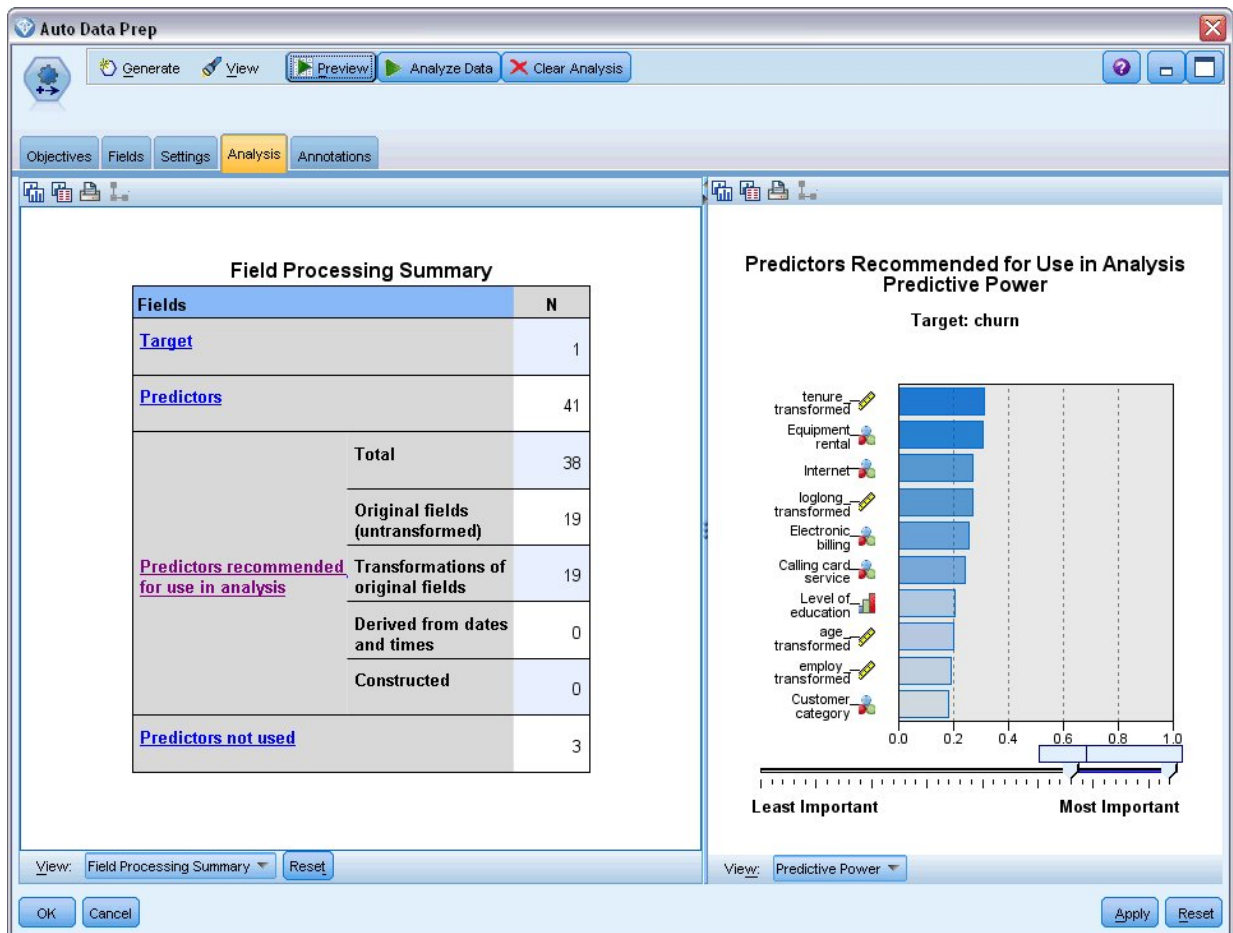 Auto Data Prep
Generate View Preview Analyze Data Clear Analysis
Objectives Fields Settings Analysis Annotations
Field Processing Summary
Fields N
Target 1
Predictors 41
Predictors recommended
for use in analysis
Total 38
Original fields
(untransformed) 19
Transformations of
original fields 19
Derived from dates
and times 0
Constructed 0
Predictors not used 3
View: Field Processing Summary Reset
Predictors Recommended for Use in Analysis
Predictive Power
Target: churn
tenure_
transformed
Equipment
rental
Internet
loglong_
transformed
Electronic
billing
Calling card
service
Level of
education
age_
transformed
employ_
transformed
Customer
category
0.0 0.2 0.4 0.6 0.8 1.0
Least Important Most Important
View: Predictive Power
OK Cancel Apply Reset